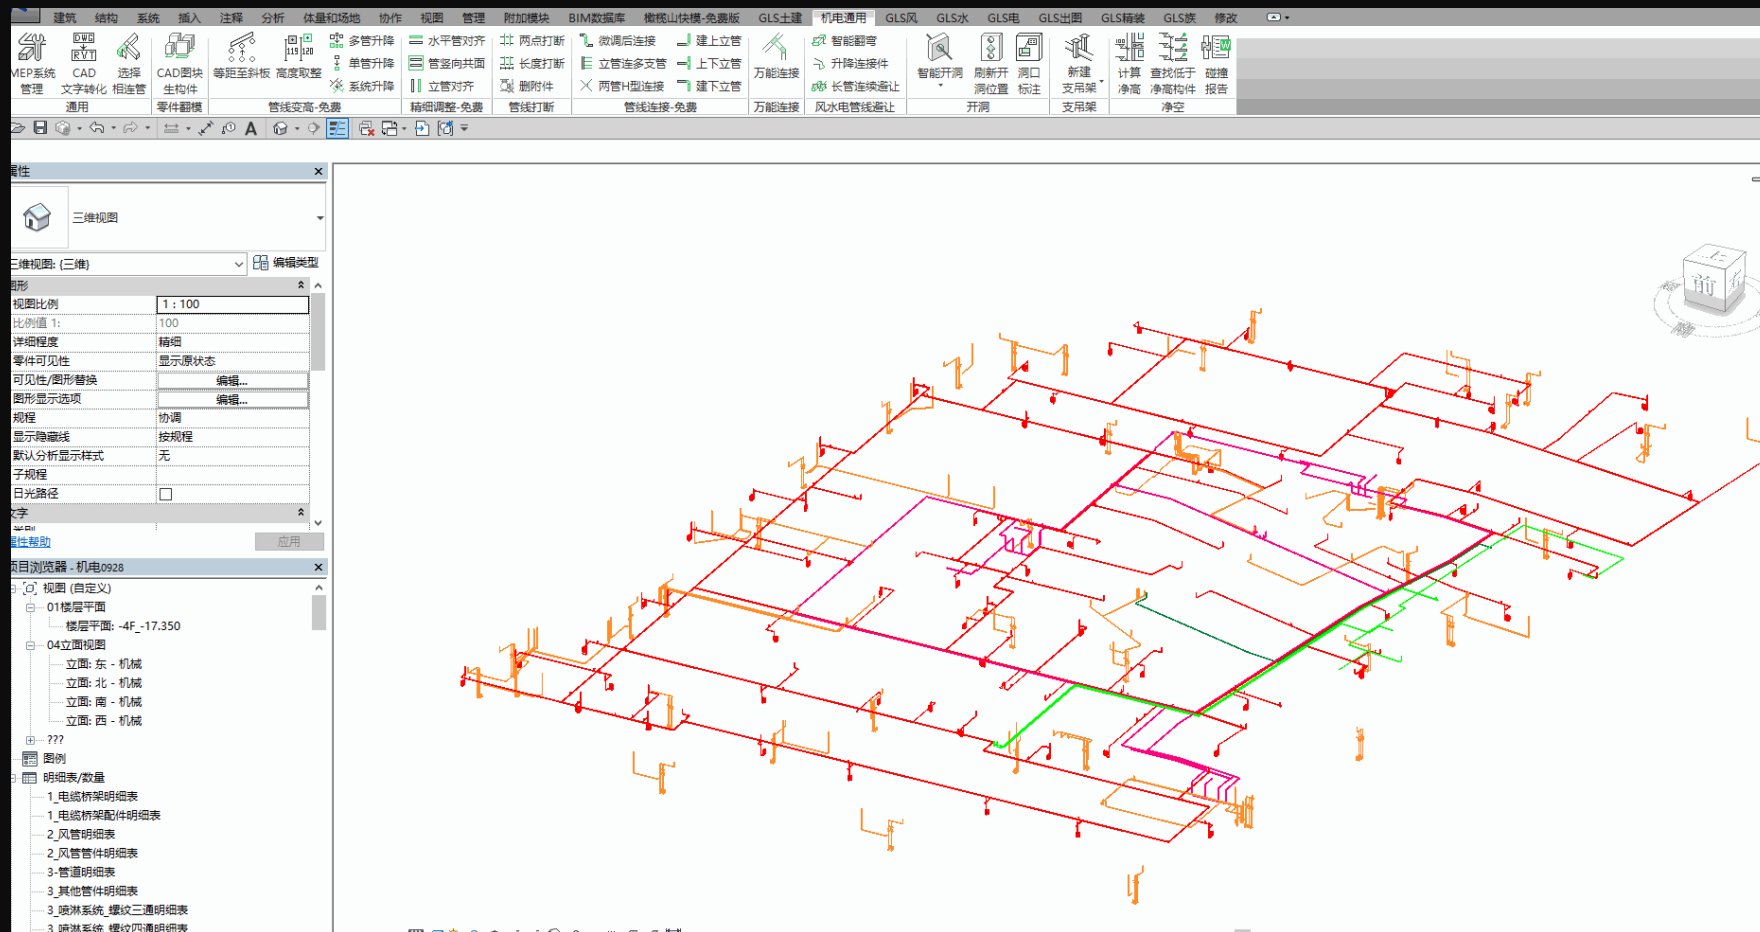 建筑 结构 系统 插入 注释 分析 体量和场地 协作 视图 管理 附加模块 BIM数据库 橄榄山快模-免费版 GLS土建 机电通用 GLS风 GLS水 GLS电 GLS出图 GLS精装 GLS族 修改
多管升降 水平管对齐 两点打断 微调后连接 建上立管 智能翻弯
单管升降 管竖向共面 长度打断 立管连多支管 上下立管 升降连接件
系统升降 立管对齐 删附件 两管H型连接 建下立管 长管连续避让
MEP系统 CAD 选择 CAD图块 等距至斜板 高度取整 万能连接 智能开洞 刷新开 洞口 新建 计算 查找低于 碰撞
管理 文字转化 相连管 生构件 洞位置 标注 支吊架 净高 净高构件 报告
通用 零件翻模 管线变高-免费 精细调整-免费 管线打断 管线连接-免费 万能连接 风水电管线避让 开洞 支吊架 净空
属性
三维视图
三维视图: {三维} 编辑类型
图形
视图比例 1 : 100
比例值 1: 100
详细程度 精细
零件可见性 显示原状态
可见性/图形替换 编辑...
图形显示选项 编辑...
规程 协调
显示隐藏线 按规程
默认分析显示样式 无
子规程
日光路径
文字
属性帮助 应用
项目浏览器 - 机电0928
视图 (自定义)
01楼层平面
楼层平面: -4F_-17.350
04立面视图
立面: 东 - 机械
立面: 北 - 机械
立面: 南 - 机械
立面: 西 - 机械
???
图例
明细表/数量
1_电缆桥架明细表
1_电缆桥架配件明细表
2_风管明细表
2_风管管件明细表
3-管道明细表
3_其他管件明细表
3_喷淋系统_螺纹三通明细表
3_喷淋系统_螺纹四通明细表
上
前
右